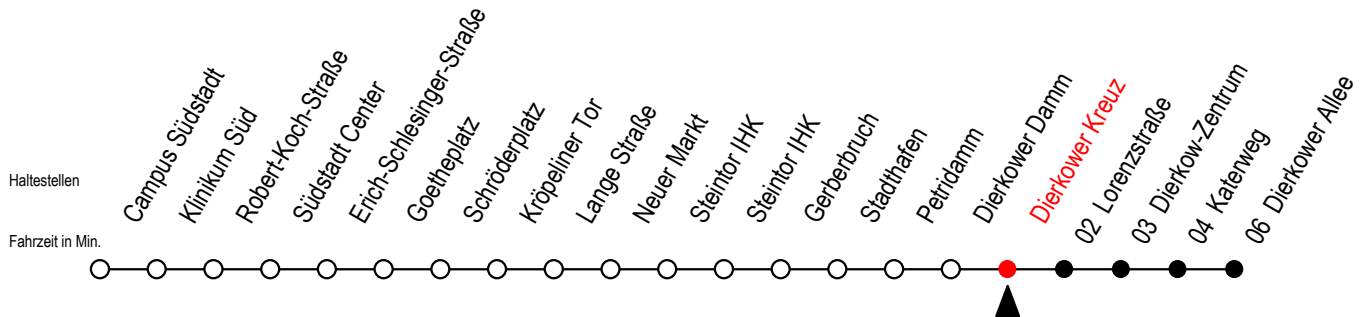 Haltestellen
Fahrzeit in Min.
Campus Südstadt
Klinikum Süd
Robert-Koch-Straße
Südstadt Center
Erich-Schlesinger-Straße
Goetheplatz
Schröderplatz
Kröpeliner Tor
Lange Straße
Neuer Markt
Steintor IHK
Steintor IHK
Gerberbruch
Stadthafen
Petridamm
Dierkower Damm
Dierkower Kreuz
02 Lorenzstraße
03 Dierkow-Zentrum
04 Katerweg
06 Dierkower Allee